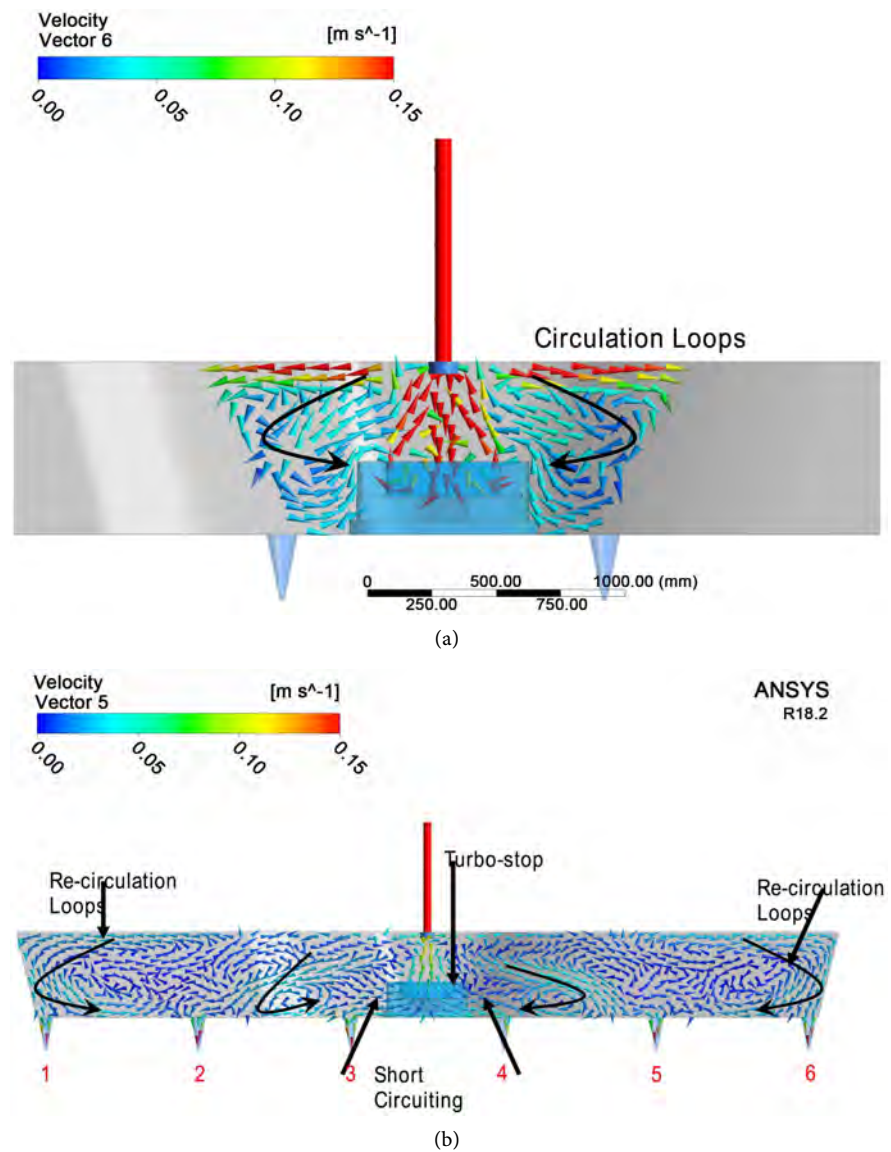 Velocity
Vector 6
[m s^-1]
0.00
0.05
0.10
0.15
Circulation Loops
0
500.00
1000.00 (mm)
250.00
750.00
(a)
Velocity
Vector 5
[m s^-1]
0.00
0.05
0.10
0.15
ANSYS
R18.2
Turbo-stop
Re-circulation
Loops
Re-circulation
Loops
1
2
3
4
5
6
Short
Circuiting
(b)